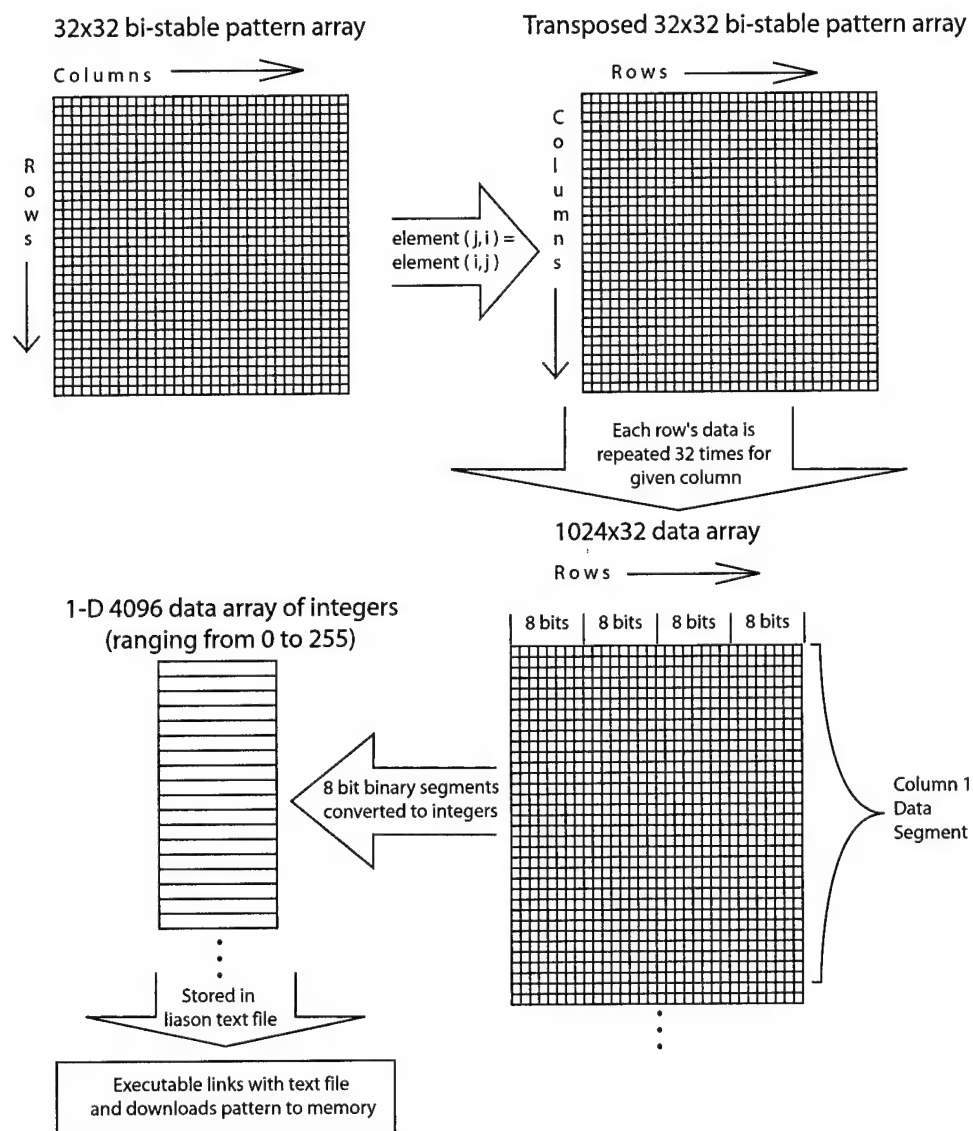 32x32 bi-stable pattern array
Columns
Rows
element (j,i) =
element (i,j)
Transposed 32x32 bi-stable pattern array
Rows
Columns
Each row's data is
repeated 32 times for
given column
1024x32 data array
Rows
8 bits 8 bits 8 bits 8 bits
Column 1
Data
Segment
8 bit binary segments
converted to integers
1-D 4096 data array of integers
(ranging from 0 to 255)
Stored in
liason text file
Executable links with text file
and downloads pattern to memory